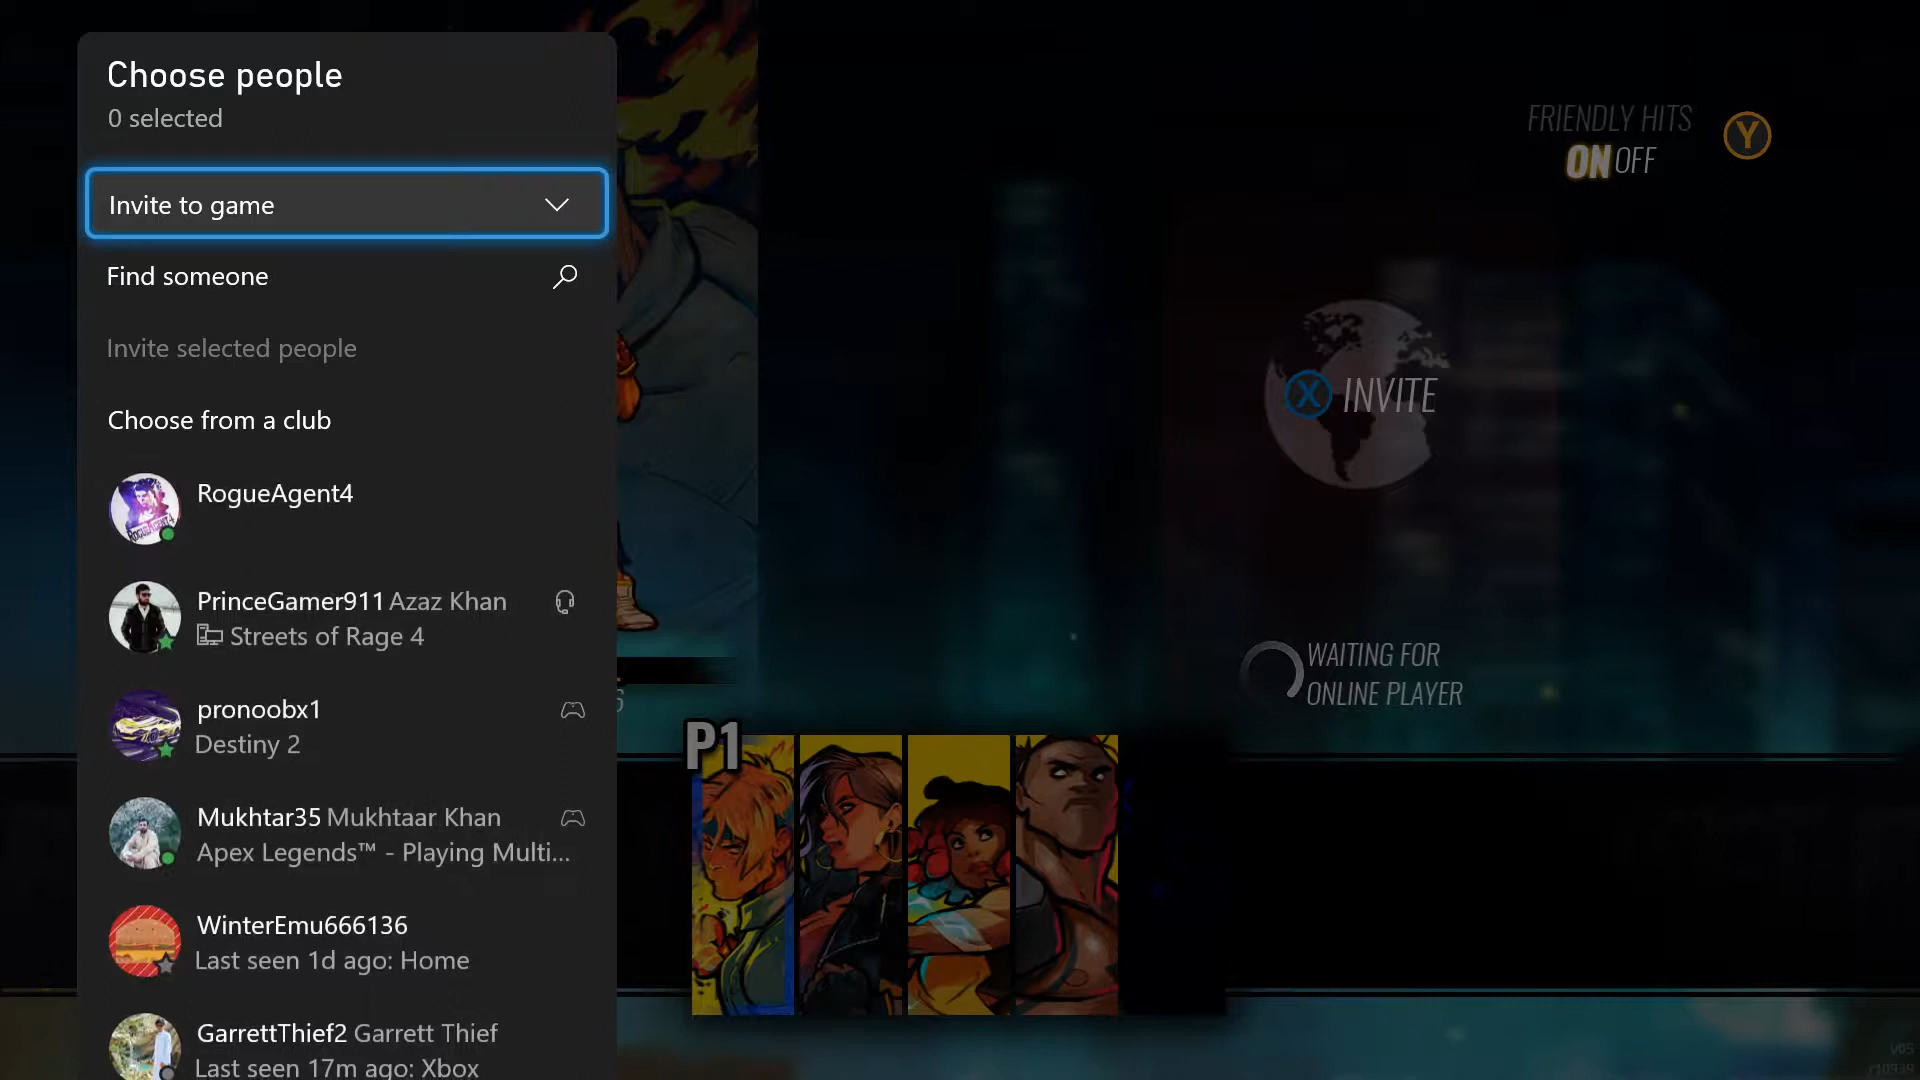 Choose people
0 selected
Invite to game
Find someone
Invite selected people
Choose from a club
RogueAgent4
PrinceGamer911 Azaz Khan
Streets of Rage 4
pronoobx1
Destiny 2
Mukhtar35 Mukhtaar Khan
Apex Legends™ - Playing Multi...
WinterEmu666136
Last seen 1d ago: Home
GarrettThief2 Garrett Thief
Last seen 17m ago: Xbox
FRIENDLY HITS
ON OFF
Y
X INVITE
WAITING FOR
ONLINE PLAYER
P1